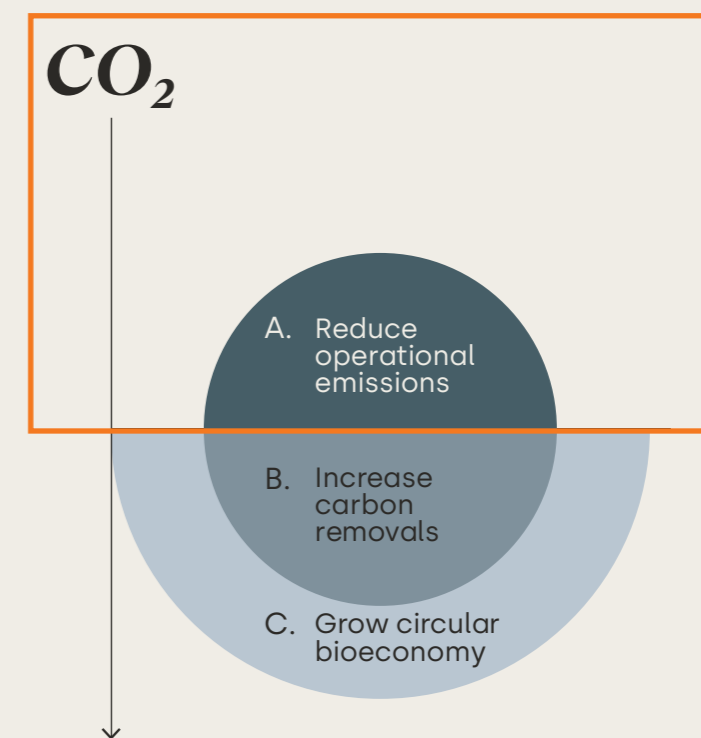 CO₂
A. Reduce
operational
emissions
B. Increase
carbon
removals
C. Grow circular
bioeconomy